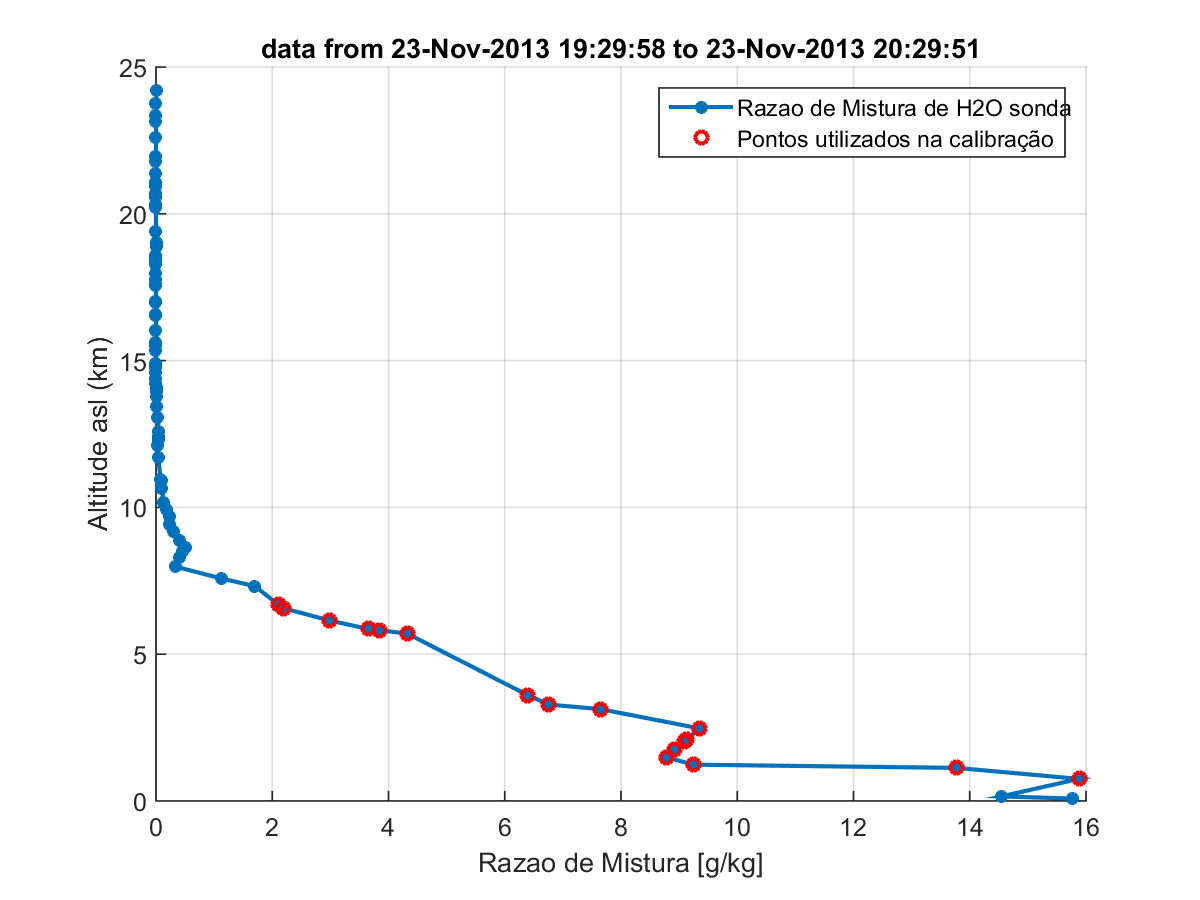 data from 23-Nov-2013 19:29:58 to 23-Nov-2013 20:29:51
Razao de Mistura de H2O sonda
Pontos utilizados na calibração
Altitude asl (km)
25
20
15
10
5
0
0 2 4 6 8 10 12 14 16
Razao de Mistura [g/kg]